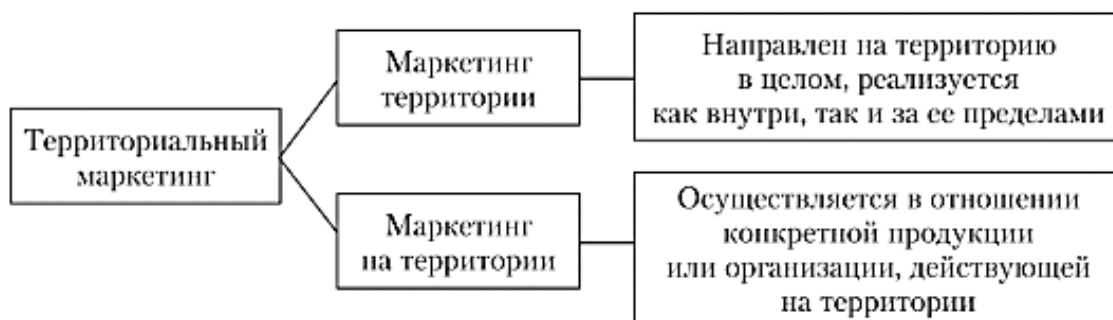 Территориальный
маркетинг
Маркетинг
территории
Направлен на территорию
в целом, реализуется
как внутри, так и за ее пределами
Маркетинг
на территории
Осуществляется в отношении
конкретной продукции
или организации, действующей
на территории